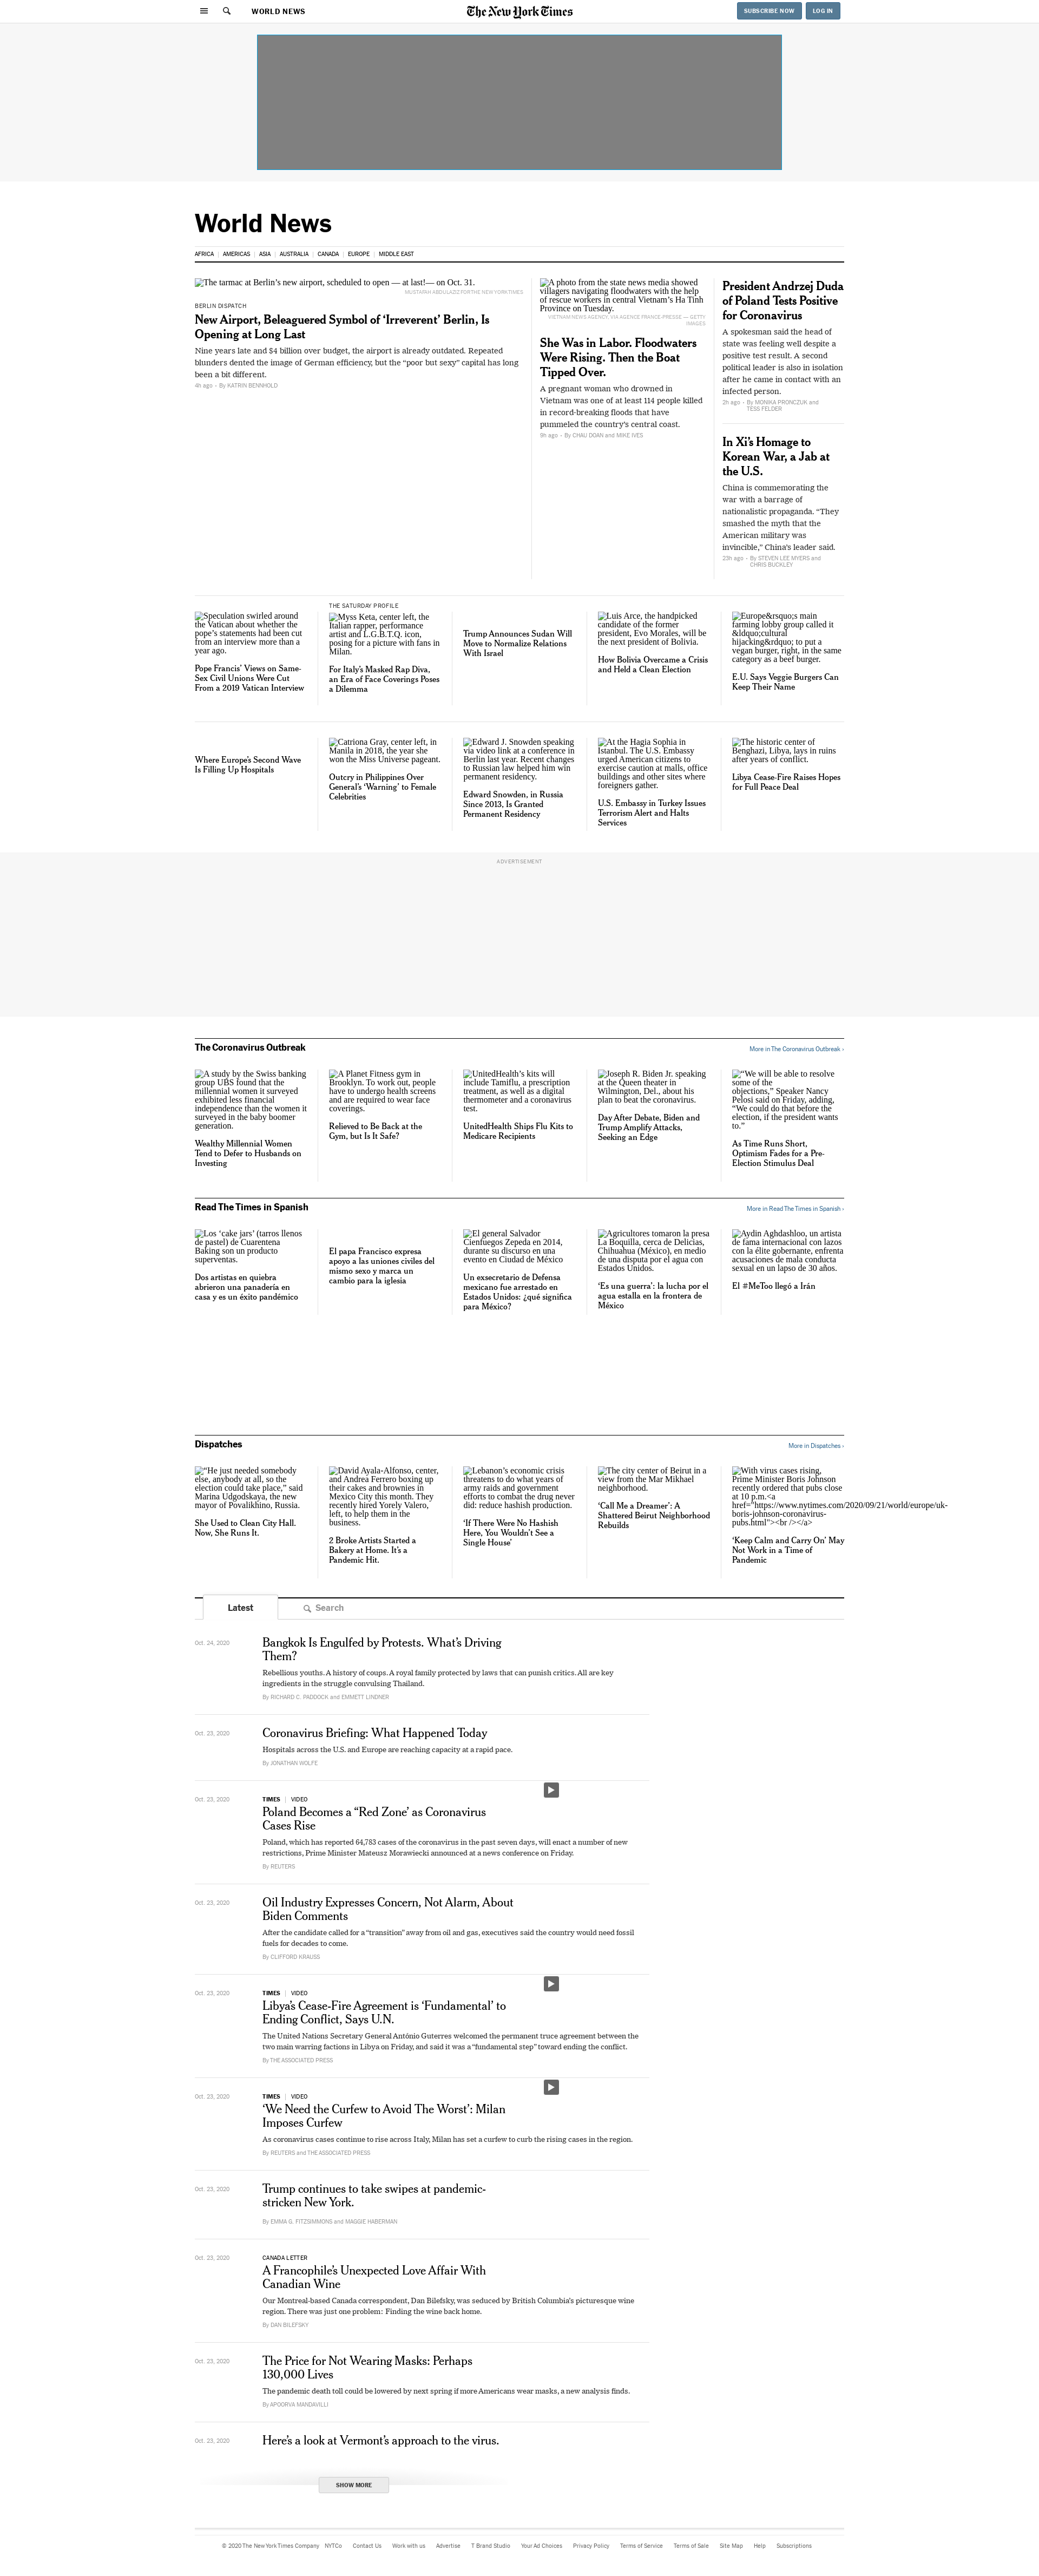 WORLD NEWS
The New York Times
SUBSCRIBE NOW
LOG IN
World News
AFRICA
AMERICAS
ASIA
AUSTRALIA
CANADA
EUROPE
MIDDLE EAST
The tarmac at Berlin’s new airport, scheduled to open — at last!— on Oct. 31.
MUSTAFAH ABDULAZIZ FOR THE NEW YORK TIMES
BERLIN DISPATCH
New Airport, Beleaguered Symbol of ‘Irreverent’ Berlin, Is
Opening at Long Last
Nine years late and $4 billion over budget, the airport is already outdated. Repeated
blunders dented the image of German efficiency, but the “poor but sexy” capital has long
been a bit different.
4h ago
By KATRIN BENNHOLD
A photo from the state news media showed
villagers navigating floodwaters with the help
of rescue workers in central Vietnam’s Ha Tinh
Province on Tuesday.
VIETNAM NEWS AGENCY, VIA AGENCE FRANCE-PRESSE — GETTY
IMAGES
She Was in Labor. Floodwaters
Were Rising. Then the Boat
Tipped Over.
A pregnant woman who drowned in
Vietnam was one of at least 114 people killed
in record-breaking floods that have
pummeled the country’s central coast.
9h ago
By CHAU DOAN and MIKE IVES
President Andrzej Duda
of Poland Tests Positive
for Coronavirus
A spokesman said the head of
state was feeling well despite a
positive test result. A second
political leader is also in isolation
after he came in contact with an
infected person.
2h ago
By MONIKA PRONCZUK and
TESS FELDER
In Xi’s Homage to
Korean War, a Jab at
the U.S.
China is commemorating the
war with a barrage of
nationalistic propaganda. “They
smashed the myth that the
American military was
invincible,” China’s leader said.
23h ago
By STEVEN LEE MYERS and
CHRIS BUCKLEY
Speculation swirled around
the Vatican about whether the
pope’s statements had been cut
from an interview more than a
year ago.
Pope Francis’ Views on Same-
Sex Civil Unions Were Cut
From a 2019 Vatican Interview
THE SATURDAY PROFILE
Myss Keta, center left, the
Italian rapper, performance
artist and L.G.B.T.Q. icon,
posing for a picture with fans in
Milan.
For Italy’s Masked Rap Diva,
an Era of Face Coverings Poses
a Dilemma
Trump Announces Sudan Will
Move to Normalize Relations
With Israel
Luis Arce, the handpicked
candidate of the former
president, Evo Morales, will be
the next president of Bolivia.
How Bolivia Overcame a Crisis
and Held a Clean Election
Europe&rsquo;s main
farming lobby group called it
&ldquo;cultural
hijacking&rdquo; to put a
vegan burger, right, in the same
category as a beef burger.
E.U. Says Veggie Burgers Can
Keep Their Name
Where Europe’s Second Wave
Is Filling Up Hospitals
Catriona Gray, center left, in
Manila in 2018, the year she
won the Miss Universe pageant.
Outcry in Philippines Over
General’s ‘Warning’ to Female
Celebrities
Edward J. Snowden speaking
via video link at a conference in
Berlin last year. Recent changes
to Russian law helped him win
permanent residency.
Edward Snowden, in Russia
Since 2013, Is Granted
Permanent Residency
At the Hagia Sophia in
Istanbul. The U.S. Embassy
urged American citizens to
exercise caution at malls, office
buildings and other sites where
foreigners gather.
U.S. Embassy in Turkey Issues
Terrorism Alert and Halts
Services
The historic center of
Benghazi, Libya, lays in ruins
after years of conflict.
Libya Cease-Fire Raises Hopes
for Full Peace Deal
ADVERTISEMENT
The Coronavirus Outbreak
More in The Coronavirus Outbreak ›
A study by the Swiss banking
group UBS found that the
millennial women it surveyed
exhibited less financial
independence than the women it
surveyed in the baby boomer
generation.
Wealthy Millennial Women
Tend to Defer to Husbands on
Investing
A Planet Fitness gym in
Brooklyn. To work out, people
have to undergo health screens
and are required to wear face
coverings.
Relieved to Be Back at the
Gym, but Is It Safe?
UnitedHealth’s kits will
include Tamiflu, a prescription
treatment, as well as a digital
thermometer and a coronavirus
test.
UnitedHealth Ships Flu Kits to
Medicare Recipients
Joseph R. Biden Jr. speaking
at the Queen theater in
Wilmington, Del., about his
plan to beat the coronavirus.
Day After Debate, Biden and
Trump Amplify Attacks,
Seeking an Edge
“We will be able to resolve
some of the
objections,” Speaker Nancy
Pelosi said on Friday, adding,
“We could do that before the
election, if the president wants
to.”
As Time Runs Short,
Optimism Fades for a Pre-
Election Stimulus Deal
Read The Times in Spanish
More in Read The Times in Spanish ›
Los ‘cake jars’ (tarros llenos
de pastel) de Cuarentena
Baking son un producto
superventas.
Dos artistas en quiebra
abrieron una panadería en
casa y es un éxito pandémico
El papa Francisco expresa
apoyo a las uniones civiles del
mismo sexo y marca un
cambio para la iglesia
El general Salvador
Cienfuegos Zepeda en 2014,
durante su discurso en una
evento en Ciudad de México
Un exsecretario de Defensa
mexicano fue arrestado en
Estados Unidos: ¿qué significa
para México?
Agricultores tomaron la presa
La Boquilla, cerca de Delicias,
Chihuahua (México), en medio
de una disputa por el agua con
Estados Unidos.
‘Es una guerra’: la lucha por el
agua estalla en la frontera de
México
Aydin Aghdashloo, un artista
de fama internacional con lazos
con la élite gobernante, enfrenta
acusaciones de mala conducta
sexual en un lapso de 30 años.
El #MeToo llegó a Irán
Dispatches
More in Dispatches ›
“He just needed somebody
else, anybody at all, so the
election could take place,” said
Marina Udgodskaya, the new
mayor of Povalikhino, Russia.
She Used to Clean City Hall.
Now, She Runs It.
David Ayala-Alfonso, center,
and Andrea Ferrero boxing up
their cakes and brownies in
Mexico City this month. They
recently hired Yorely Valero,
left, to help them in the
business.
2 Broke Artists Started a
Bakery at Home. It’s a
Pandemic Hit.
Lebanon’s economic crisis
threatens to do what years of
army raids and government
efforts to combat the drug never
did: reduce hashish production.
‘If There Were No Hashish
Here, You Wouldn’t See a
Single House’
The city center of Beirut in a
view from the Mar Mikhael
neighborhood.
‘Call Me a Dreamer’: A
Shattered Beirut Neighborhood
Rebuilds
With virus cases rising,
Prime Minister Boris Johnson
recently ordered that pubs close
at 10 p.m.<a
href="https://www.nytimes.com/2020/09/21/world/europe/uk-
boris-johnson-coronavirus-
pubs.html"><br /></a>
‘Keep Calm and Carry On’ May
Not Work in a Time of
Pandemic
Latest
Search
Oct. 24, 2020
Bangkok Is Engulfed by Protests. What’s Driving
Them?
Rebellious youths. A history of coups. A royal family protected by laws that can punish critics. All are key
ingredients in the struggle convulsing Thailand.
By RICHARD C. PADDOCK and EMMETT LINDNER
Oct. 23, 2020
Coronavirus Briefing: What Happened Today
Hospitals across the U.S. and Europe are reaching capacity at a rapid pace.
By JONATHAN WOLFE
Oct. 23, 2020
TIMES | VIDEO
Poland Becomes a “Red Zone’ as Coronavirus
Cases Rise
Poland, which has reported 64,783 cases of the coronavirus in the past seven days, will enact a number of new
restrictions, Prime Minister Mateusz Morawiecki announced at a news conference on Friday.
By REUTERS
Oct. 23, 2020
Oil Industry Expresses Concern, Not Alarm, About
Biden Comments
After the candidate called for a “transition” away from oil and gas, executives said the country would need fossil
fuels for decades to come.
By CLIFFORD KRAUSS
Oct. 23, 2020
TIMES | VIDEO
Libya’s Cease-Fire Agreement is ‘Fundamental’ to
Ending Conflict, Says U.N.
The United Nations Secretary General António Guterres welcomed the permanent truce agreement between the
two main warring factions in Libya on Friday, and said it was a “fundamental step” toward ending the conflict.
By THE ASSOCIATED PRESS
Oct. 23, 2020
TIMES | VIDEO
‘We Need the Curfew to Avoid The Worst’: Milan
Imposes Curfew
As coronavirus cases continue to rise across Italy, Milan has set a curfew to curb the rising cases in the region.
By REUTERS and THE ASSOCIATED PRESS
Oct. 23, 2020
Trump continues to take swipes at pandemic-
stricken New York.
By EMMA G. FITZSIMMONS and MAGGIE HABERMAN
Oct. 23, 2020
CANADA LETTER
A Francophile’s Unexpected Love Affair With
Canadian Wine
Our Montreal-based Canada correspondent, Dan Bilefsky, was seduced by British Columbia’s picturesque wine
region. There was just one problem: Finding the wine back home.
By DAN BILEFSKY
Oct. 23, 2020
The Price for Not Wearing Masks: Perhaps
130,000 Lives
The pandemic death toll could be lowered by next spring if more Americans wear masks, a new analysis finds.
By APOORVA MANDAVILLI
Oct. 23, 2020
Here’s a look at Vermont’s approach to the virus.
SHOW MORE
© 2020 The New York Times Company
NYTCo
Contact Us
Work with us
Advertise
T Brand Studio
Your Ad Choices
Privacy Policy
Terms of Service
Terms of Sale
Site Map
Help
Subscriptions